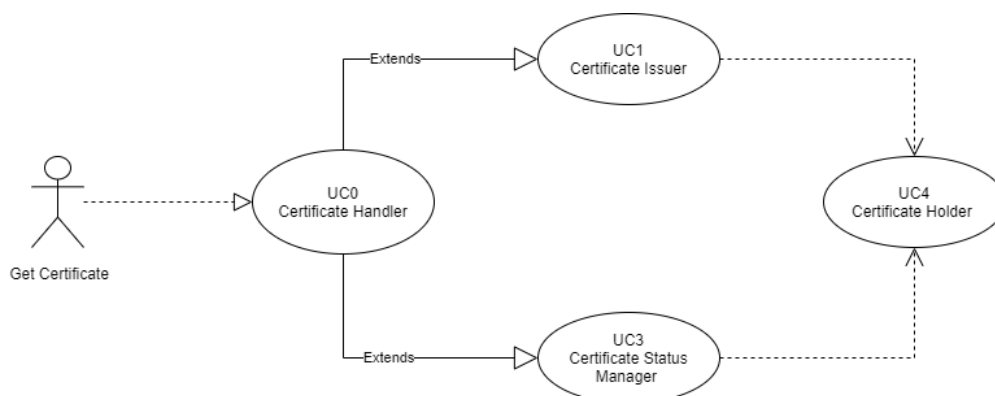 UC1
Certificate Issuer
Extends
UC0
Certificate Handler
UC4
Certificate Holder
Get Certificate
UC3
Certificate Status
Manager
Extends